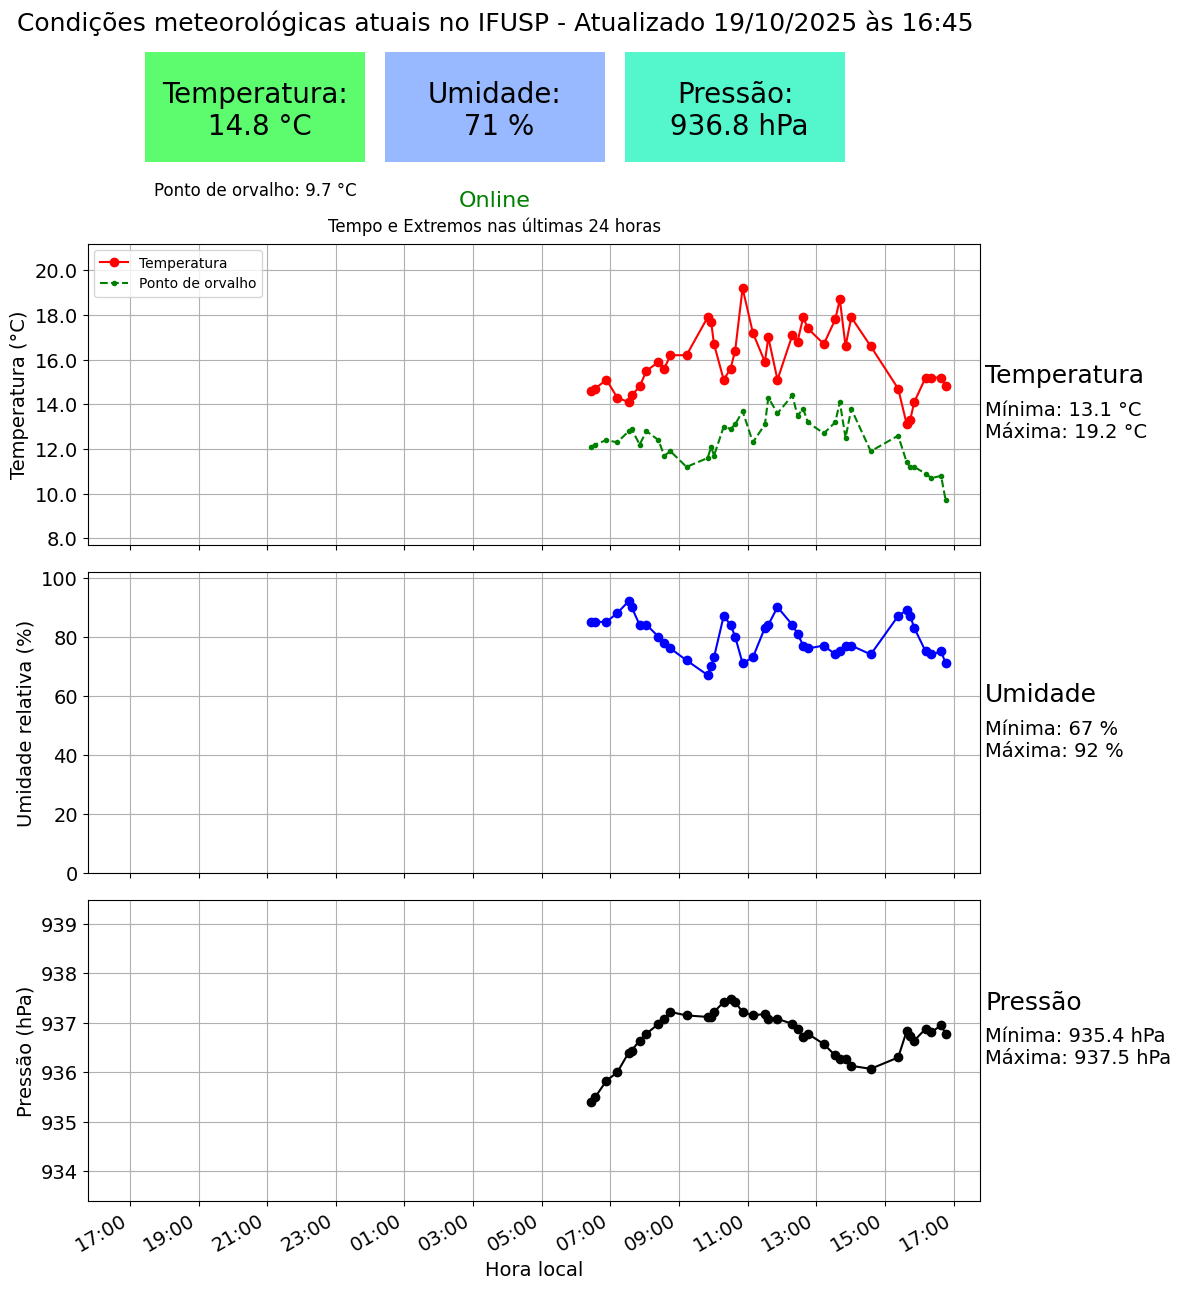 Condições meteorológicas atuais no IFUSP - Atualizado 19/10/2025 às 16:45
Temperatura:
14.8 °C
Umidade:
71 %
Pressão:
936.8 hPa
Ponto de orvalho: 9.7 °C
Online
Tempo e Extremos nas últimas 24 horas
Temperatura
Ponto de orvalho
Temperatura (°C)
20.0
18.0
16.0
14.0
12.0
10.0
8.0
Temperatura
Mínima: 13.1 °C
Máxima: 19.2 °C
Umidade relativa (%)
100
80
60
40
20
0
Umidade
Mínima: 67 %
Máxima: 92 %
Pressão (hPa)
939
938
937
936
935
934
Pressão
Mínima: 935.4 hPa
Máxima: 937.5 hPa
17:00 19:00 21:00 23:00 01:00 03:00 05:00 07:00 09:00 11:00 13:00 15:00 17:00
Hora local